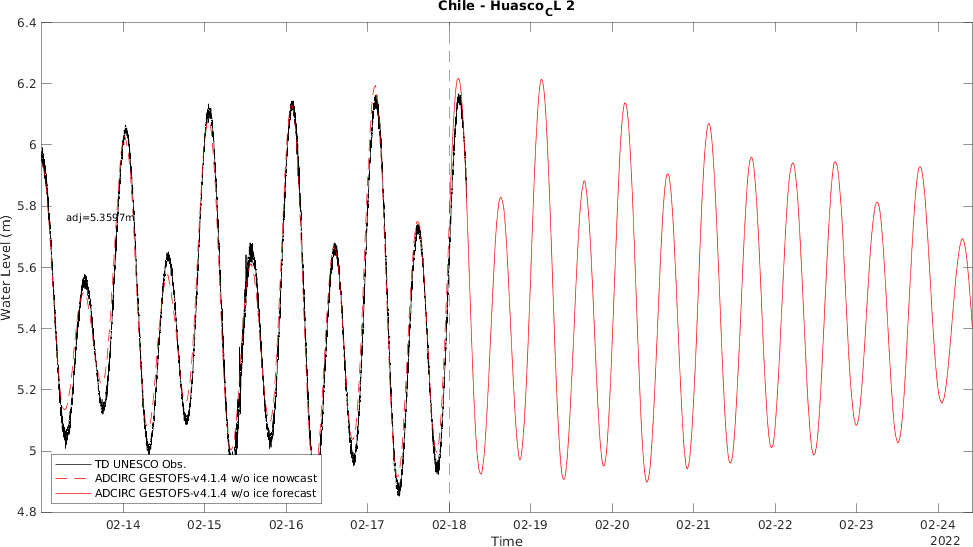 Chile - Huasco_CL 2
6.4
6.2
6
5.8
5.6
5.4
5.2
5
4.8
Water Level (m)
adj=5.3597m
TD UNESCO Obs.
ADCIRC GESTOFS-v4.1.4 w/o ice nowcast
ADCIRC GESTOFS-v4.1.4 w/o ice forecast
02-14 02-15 02-16 02-17 02-18 02-19 02-20 02-21 02-22 02-23 02-24
Time
2022